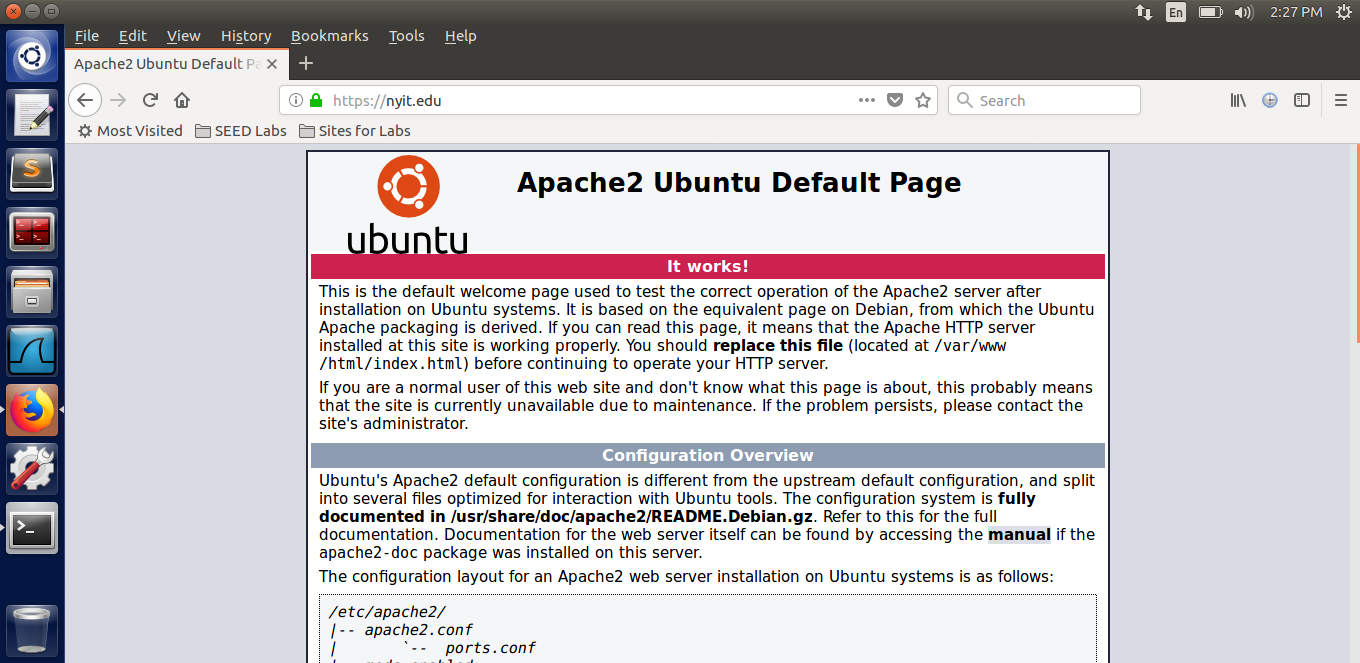 En 2:27 PM
File Edit View History Bookmarks Tools Help
Apache2 Ubuntu Default Pa
https://nyit.edu Search
Most Visited SEED Labs Sites for Labs
ubuntu
Apache2 Ubuntu Default Page
It works!
This is the default welcome page used to test the correct operation of the Apache2 server after
installation on Ubuntu systems. It is based on the equivalent page on Debian, from which the Ubuntu
Apache packaging is derived. If you can read this page, it means that the Apache HTTP server
installed at this site is working properly. You should replace this file (located at /var/www
/html/index.html) before continuing to operate your HTTP server.
If you are a normal user of this web site and don't know what this page is about, this probably means
that the site is currently unavailable due to maintenance. If the problem persists, please contact the
site's administrator.
Configuration Overview
Ubuntu's Apache2 default configuration is different from the upstream default configuration, and split
into several files optimized for interaction with Ubuntu tools. The configuration system is fully
documented in /usr/share/doc/apache2/README.Debian.gz. Refer to this for the full
documentation. Documentation for the web server itself can be found by accessing the manual if the
apache2-doc package was installed on this server.
The configuration layout for an Apache2 web server installation on Ubuntu systems is as follows:
/etc/apache2/
|-- apache2.conf
|       `--  ports.conf